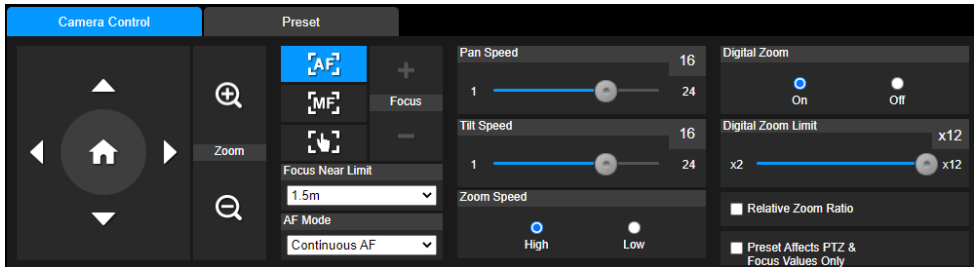 Camera Control
Preset
Zoom
AF
MF
Focus
Focus Near Limit
1.5m
AF Mode
Continuous AF
Pan Speed
16
1
24
Tilt Speed
16
1
24
Zoom Speed
High
Low
Digital Zoom
On
Off
Digital Zoom Limit
x12
x2
x12
Relative Zoom Ratio
Preset Affects PTZ &
Focus Values Only